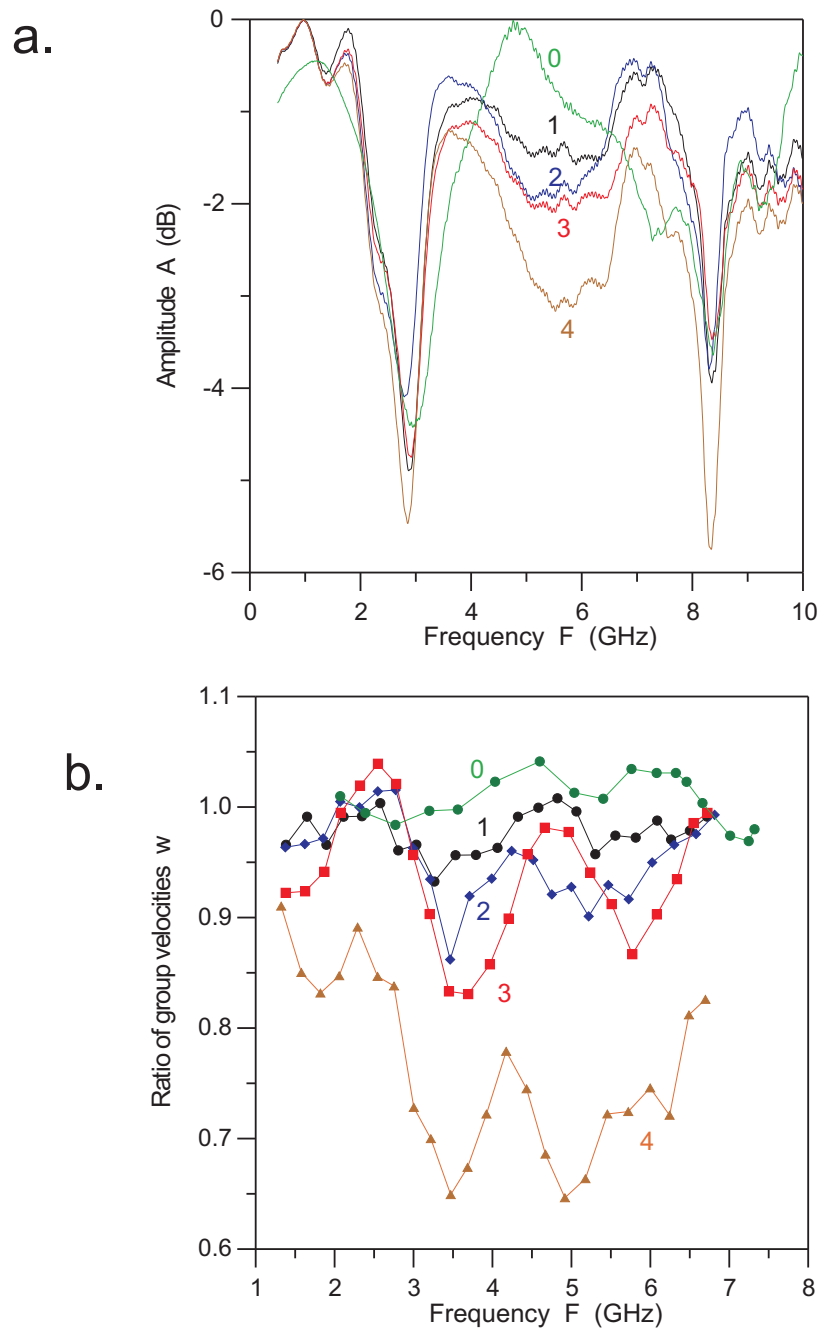 a.
Amplitude A (dB)
0
-2
-4
-6
0
1
2
3
4
0 2 4 6 8 10
Frequency F (GHz)
b.
Ratio of group velocities w
1.1
1.0
0.9
0.8
0.7
0.6
0
1
2
3
4
1 2 3 4 5 6 7 8
Frequency F (GHz)